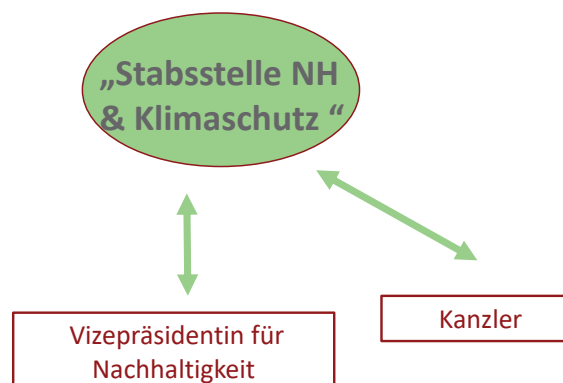 „Stabsstelle NH
& Klimaschutz “
Vizepräsidentin für
Nachhaltigkeit
Kanzler